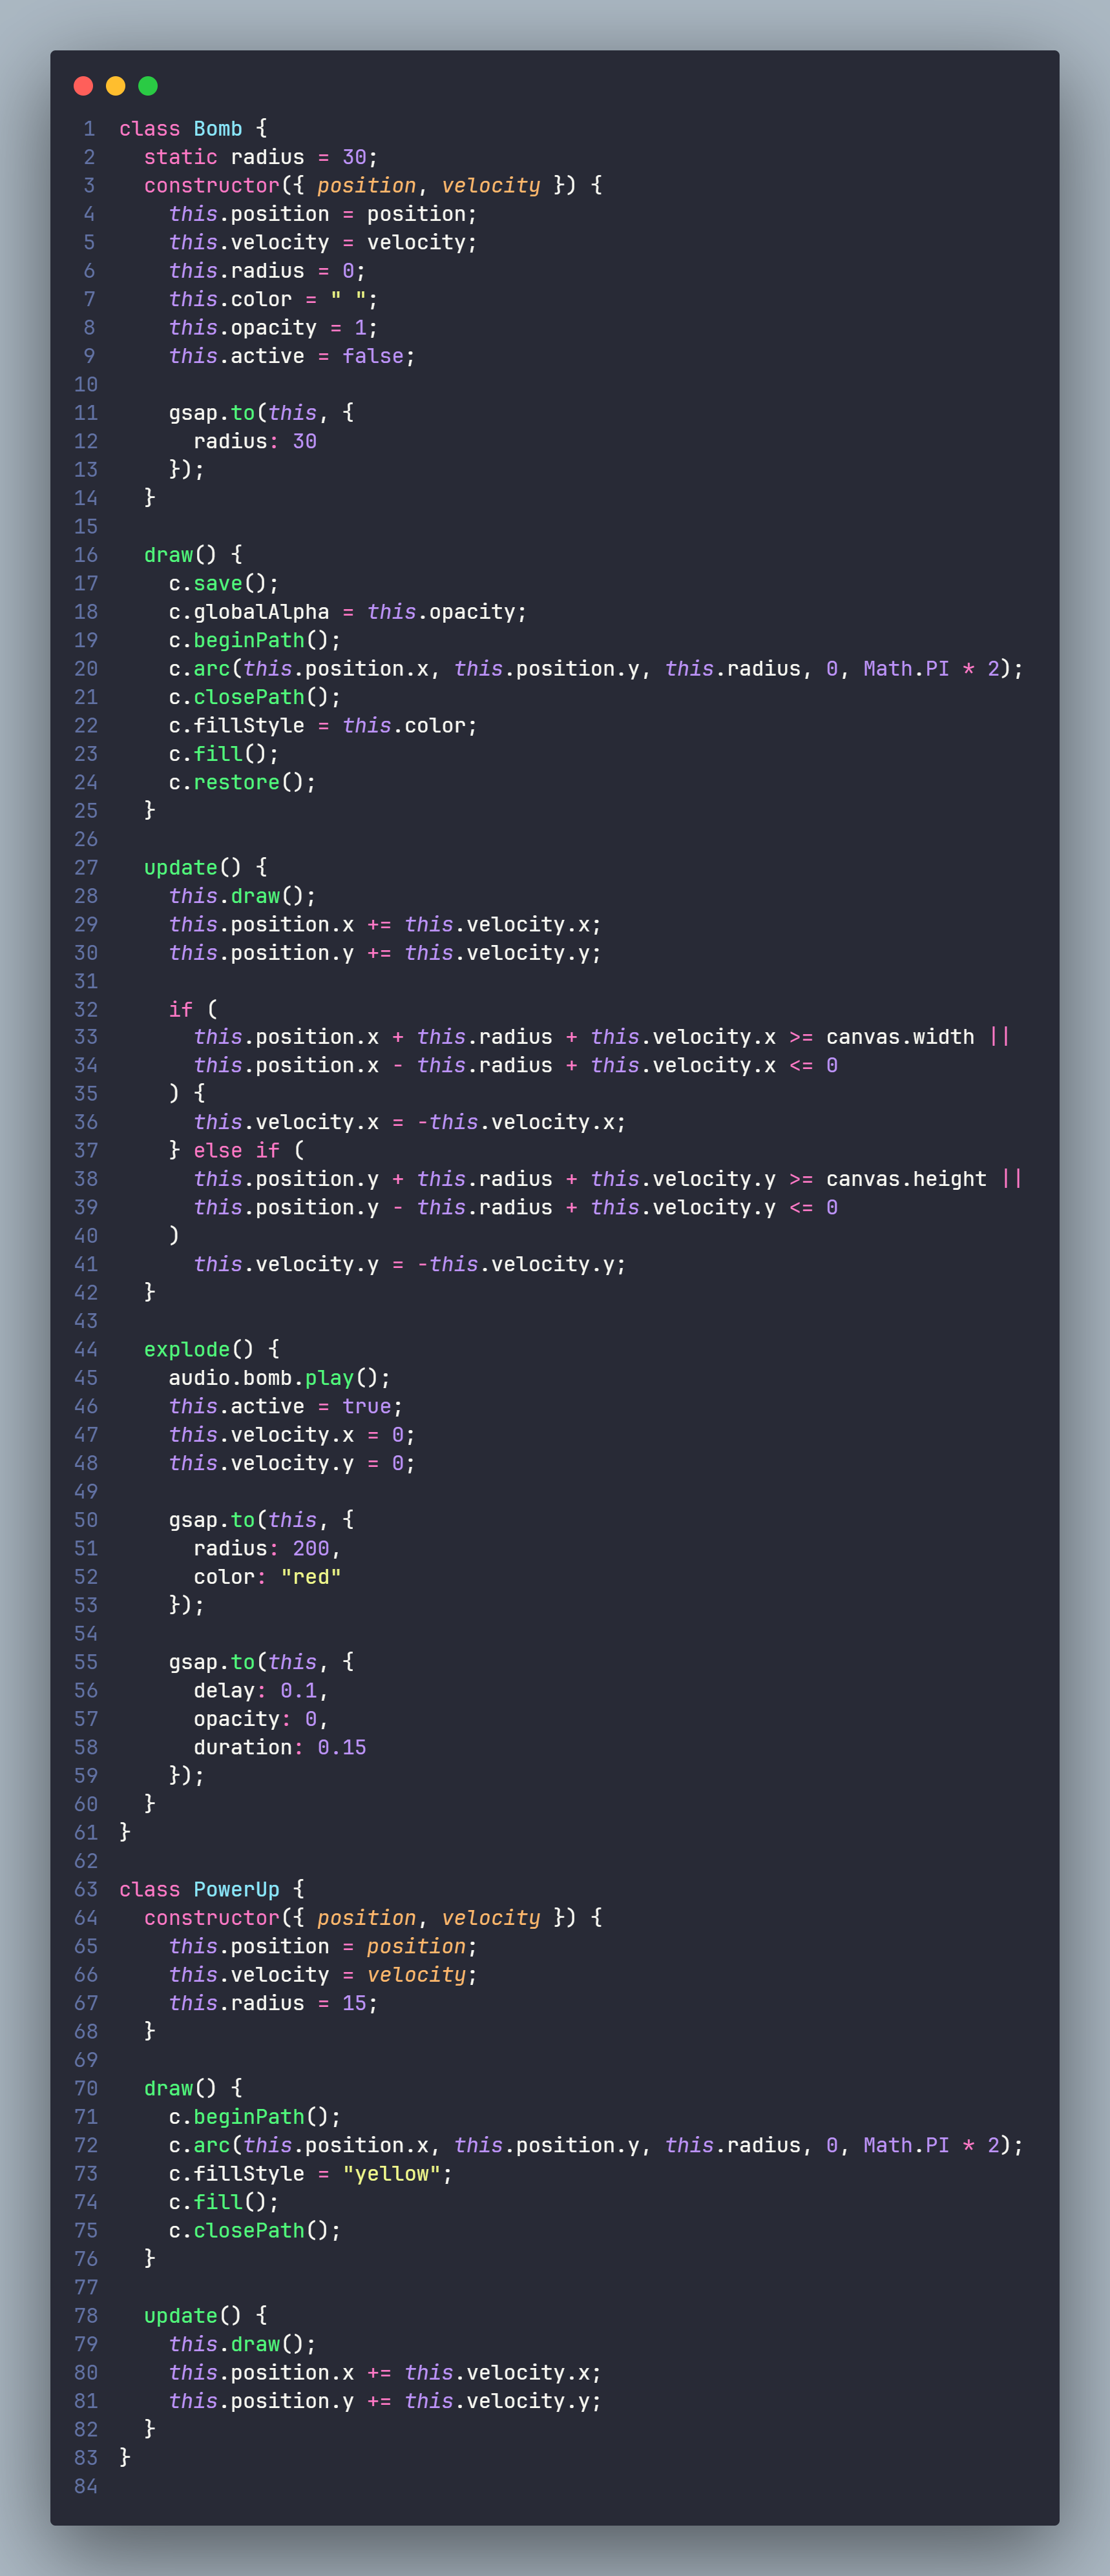 1 class Bomb {
2   static radius = 30;
3   constructor({ position, velocity }) {
4     this.position = position;
5     this.velocity = velocity;
6     this.radius = 0;
7     this.color = " ";
8     this.opacity = 1;
9     this.active = false;
10
11     gsap.to(this, {
12       radius: 30
13     });
14   }
15
16   draw() {
17     c.save();
18     c.globalAlpha = this.opacity;
19     c.beginPath();
20     c.arc(this.position.x, this.position.y, this.radius, 0, Math.PI * 2);
21     c.closePath();
22     c.fillStyle = this.color;
23     c.fill();
24     c.restore();
25   }
26
27   update() {
28     this.draw();
29     this.position.x += this.velocity.x;
30     this.position.y += this.velocity.y;
31
32     if (
33       this.position.x + this.radius + this.velocity.x >= canvas.width ||
34       this.position.x - this.radius + this.velocity.x <= 0
35     ) {
36       this.velocity.x = -this.velocity.x;
37     } else if (
38       this.position.y + this.radius + this.velocity.y >= canvas.height ||
39       this.position.y - this.radius + this.velocity.y <= 0
40     )
41       this.velocity.y = -this.velocity.y;
42   }
43
44   explode() {
45     audio.bomb.play();
46     this.active = true;
47     this.velocity.x = 0;
48     this.velocity.y = 0;
49
50     gsap.to(this, {
51       radius: 200,
52       color: "red"
53     });
54
55     gsap.to(this, {
56       delay: 0.1,
57       opacity: 0,
58       duration: 0.15
59     });
60   }
61 }
62
63 class PowerUp {
64   constructor({ position, velocity }) {
65     this.position = position;
66     this.velocity = velocity;
67     this.radius = 15;
68   }
69
70   draw() {
71     c.beginPath();
72     c.arc(this.position.x, this.position.y, this.radius, 0, Math.PI * 2);
73     c.fillStyle = "yellow";
74     c.fill();
75     c.closePath();
76   }
77
78   update() {
79     this.draw();
80     this.position.x += this.velocity.x;
81     this.position.y += this.velocity.y;
82   }
83 }
84